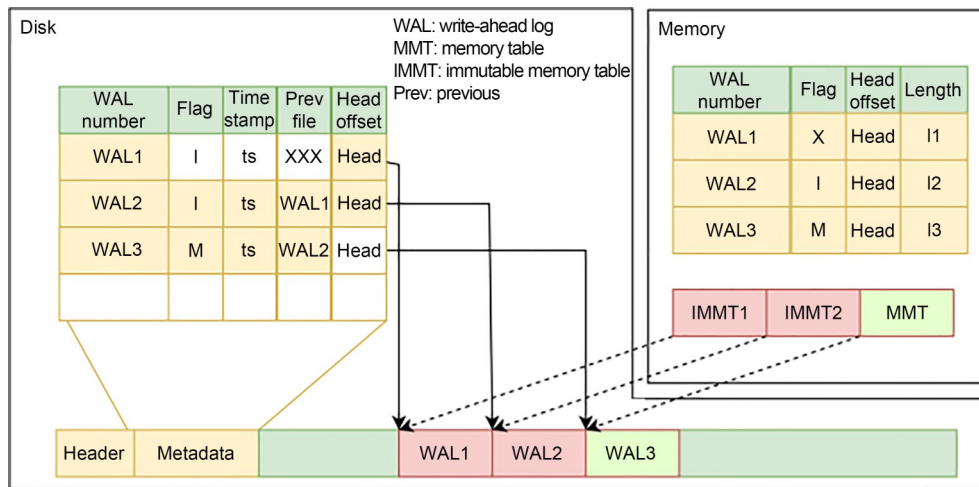 Disk
WAL: write-ahead log
MMT: memory table
IMMT: immutable memory table
Prev: previous
Memory
WAL number Flag Time stamp Prev file Head offset
WAL1 I ts XXX Head
WAL2 I ts WAL1 Head
WAL3 M ts WAL2 Head
WAL number Flag Head offset Length
WAL1 X Head l1
WAL2 I Head l2
WAL3 M Head l3
IMMT1 IMMT2 MMT
Header Metadata WAL1 WAL2 WAL3